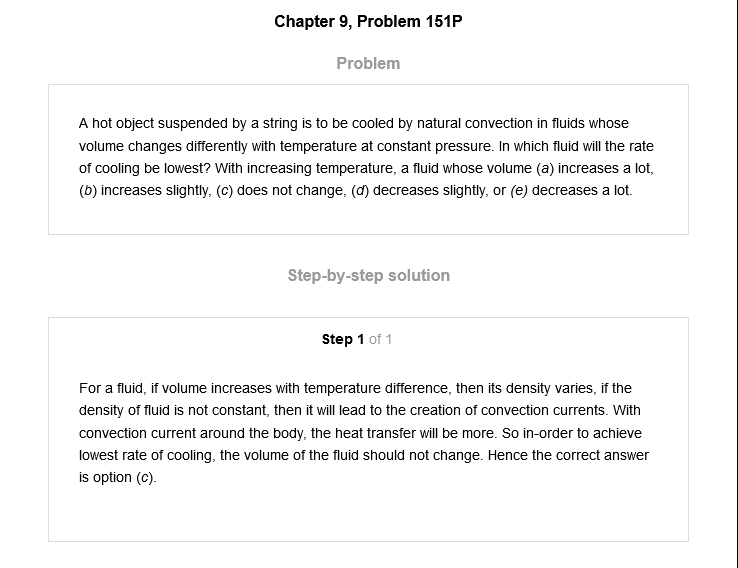 Chapter 9, Problem 151P
Problem
A hot object suspended by a string is to be cooled by natural convection in fluids whose
volume changes differently with temperature at constant pressure. In which fluid will the rate
of cooling be lowest? With increasing temperature, a fluid whose volume (a) increases a lot,
(b) increases slightly, (c) does not change, (d) decreases slightly, or (e) decreases a lot.
Step-by-step solution
Step 1 of 1
For a fluid, if volume increases with temperature difference, then its density varies, if the
density of fluid is not constant, then it will lead to the creation of convection currents. With
convection current around the body, the heat transfer will be more. So in-order to achieve
lowest rate of cooling, the volume of the fluid should not change. Hence the correct answer
is option (c).